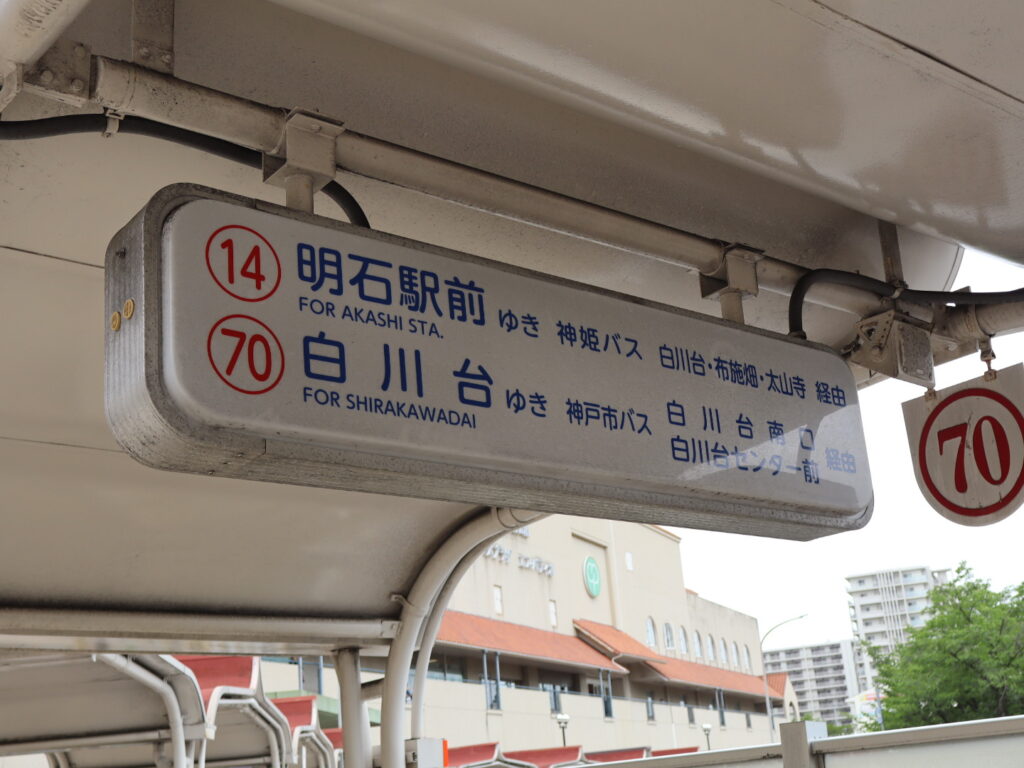 14 明石駅前 ゆき 神姫バス 白川台・布施畑・太山寺 経由
FOR AKASHI STA.
70 白川台 ゆき 神戸市バス 白川台南口
白川台センター前 経由
FOR SHIRAKAWADAI
70